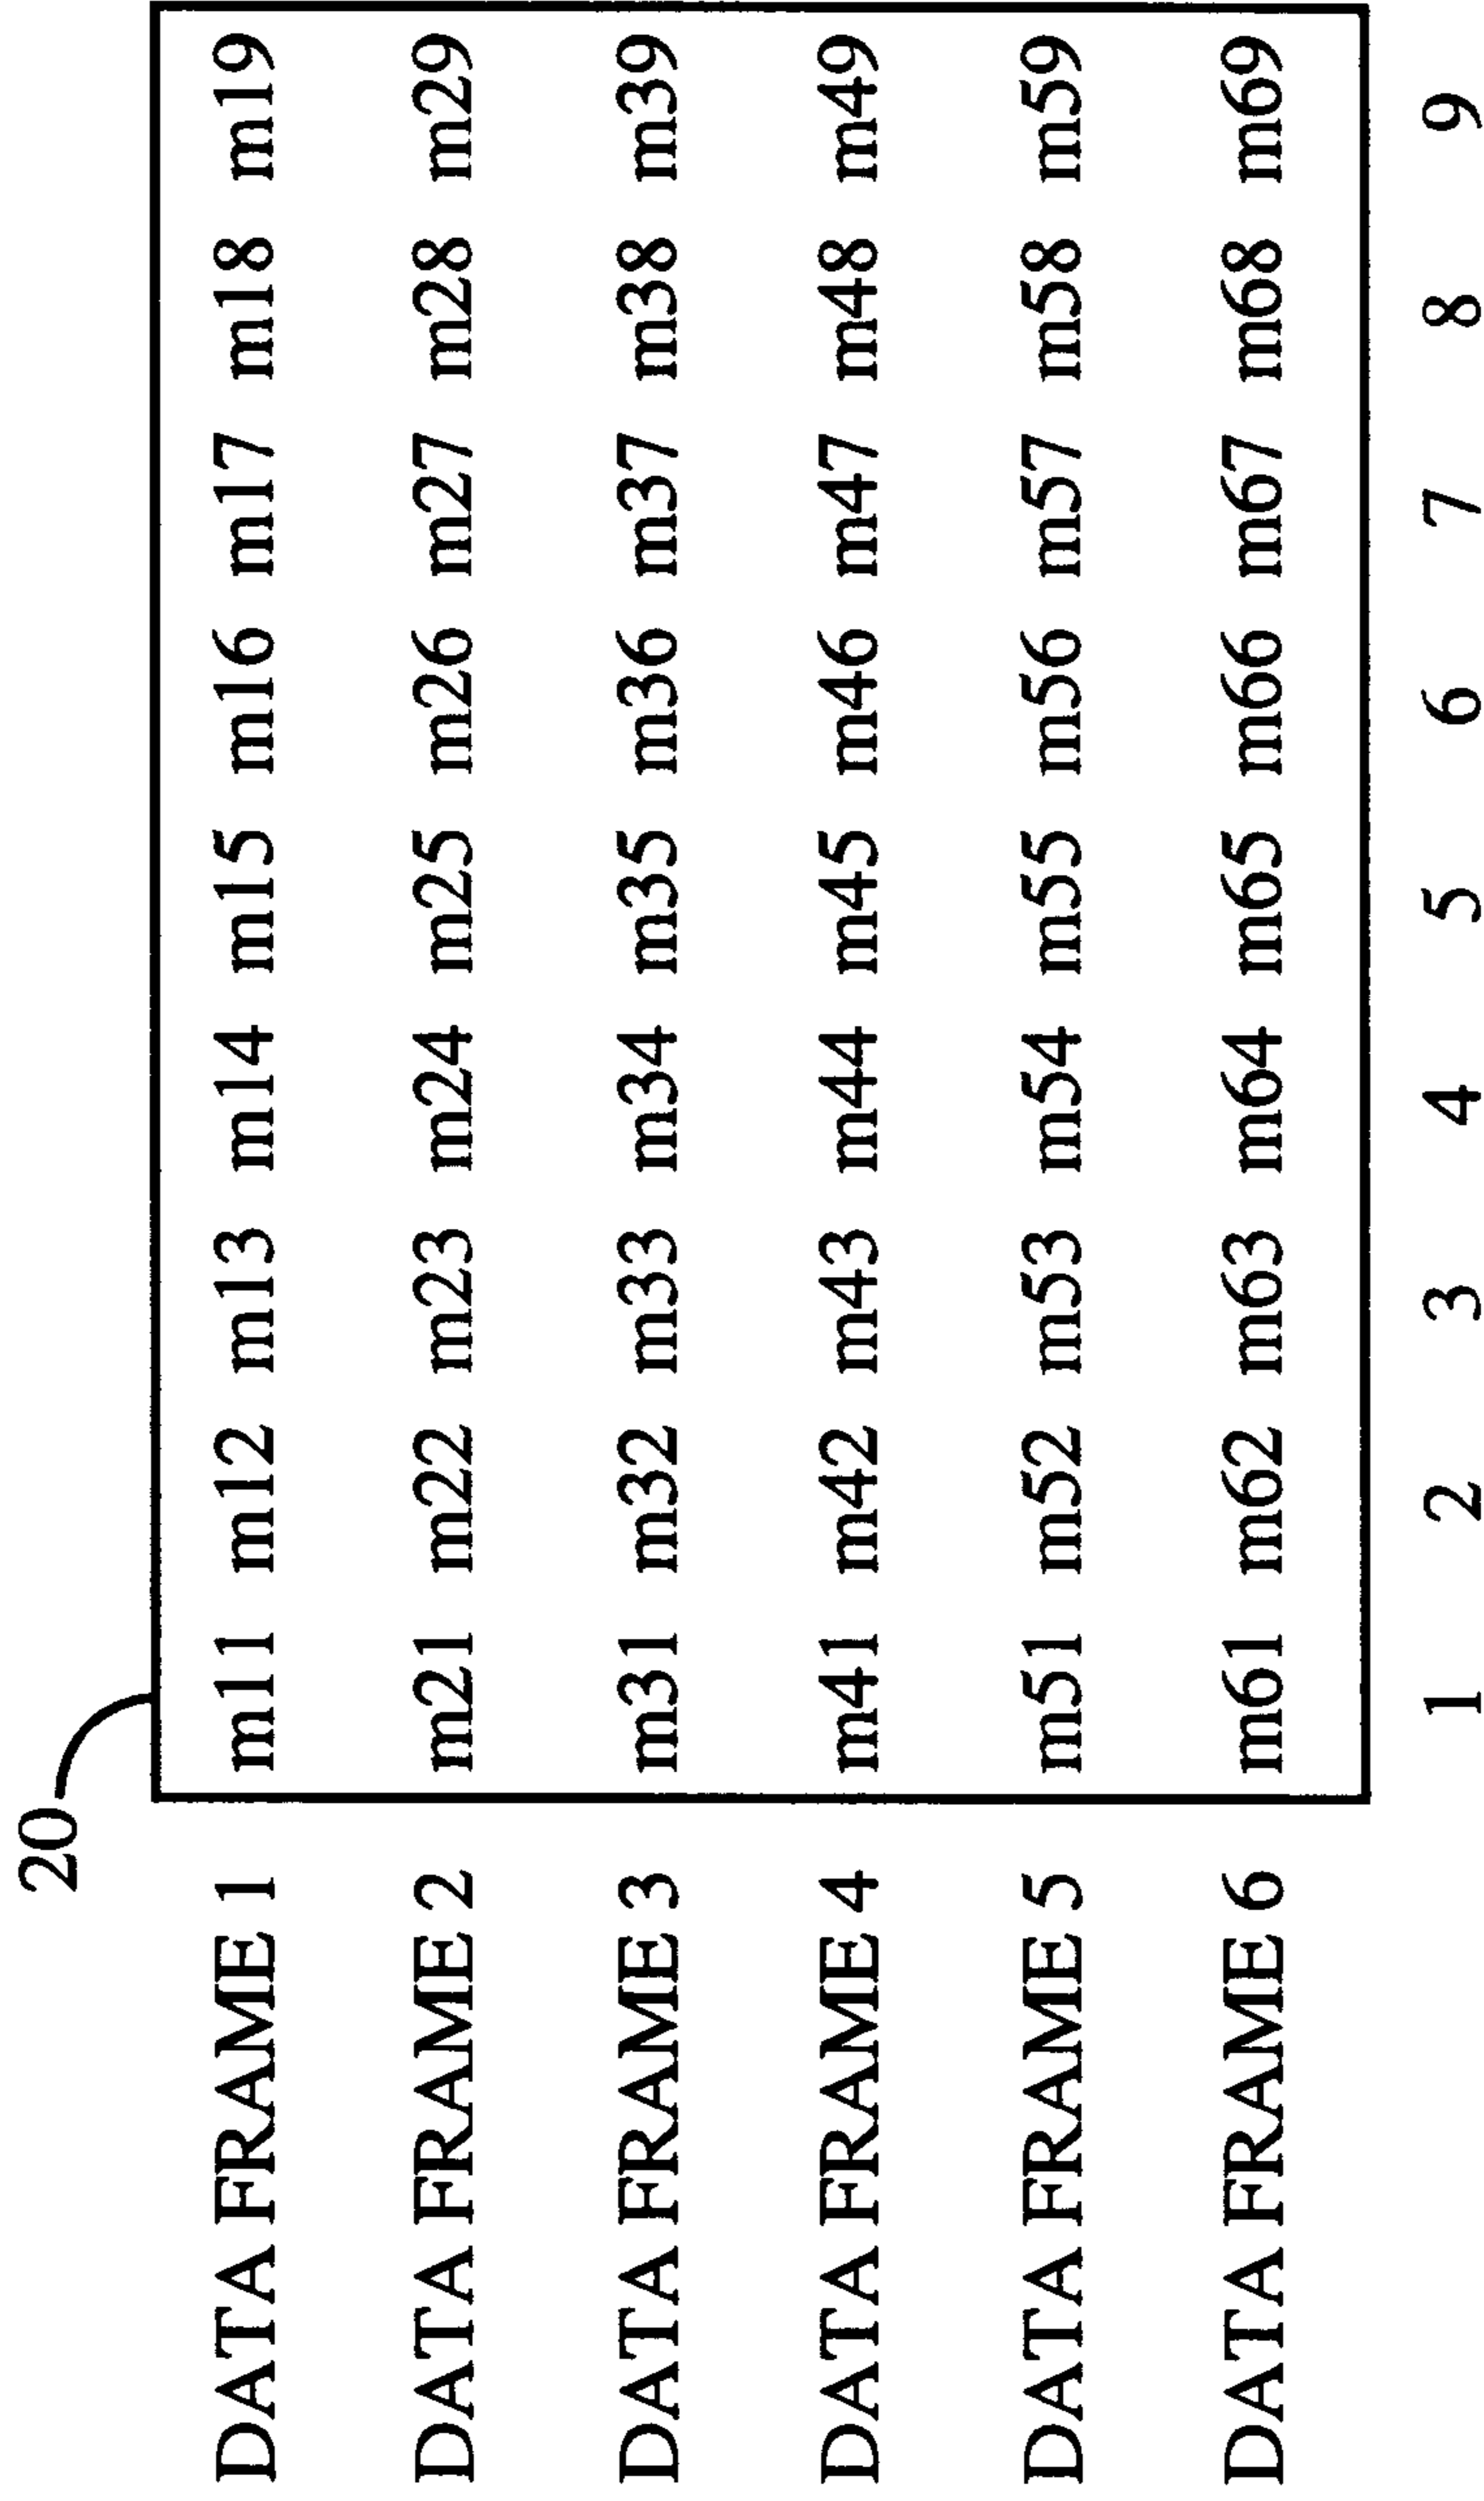 20
DATA FRAME 1 m11 m12 m13 m14 m15 m16 m17 m18 m19
DATA FRAME 2 m21 m22 m23 m24 m25 m26 m27 m28 m29
DATA FRAME 3 m31 m32 m33 m34 m35 m36 m37 m38 m39
DATA FRAME 4 m41 m42 m43 m44 m45 m46 m47 m48 m49
DATA FRAME 5 m51 m52 m53 m54 m55 m56 m57 m58 m59
DATA FRAME 6 m61 m62 m63 m64 m65 m66 m67 m68 m69
1 2 3 4 5 6 7 8 9